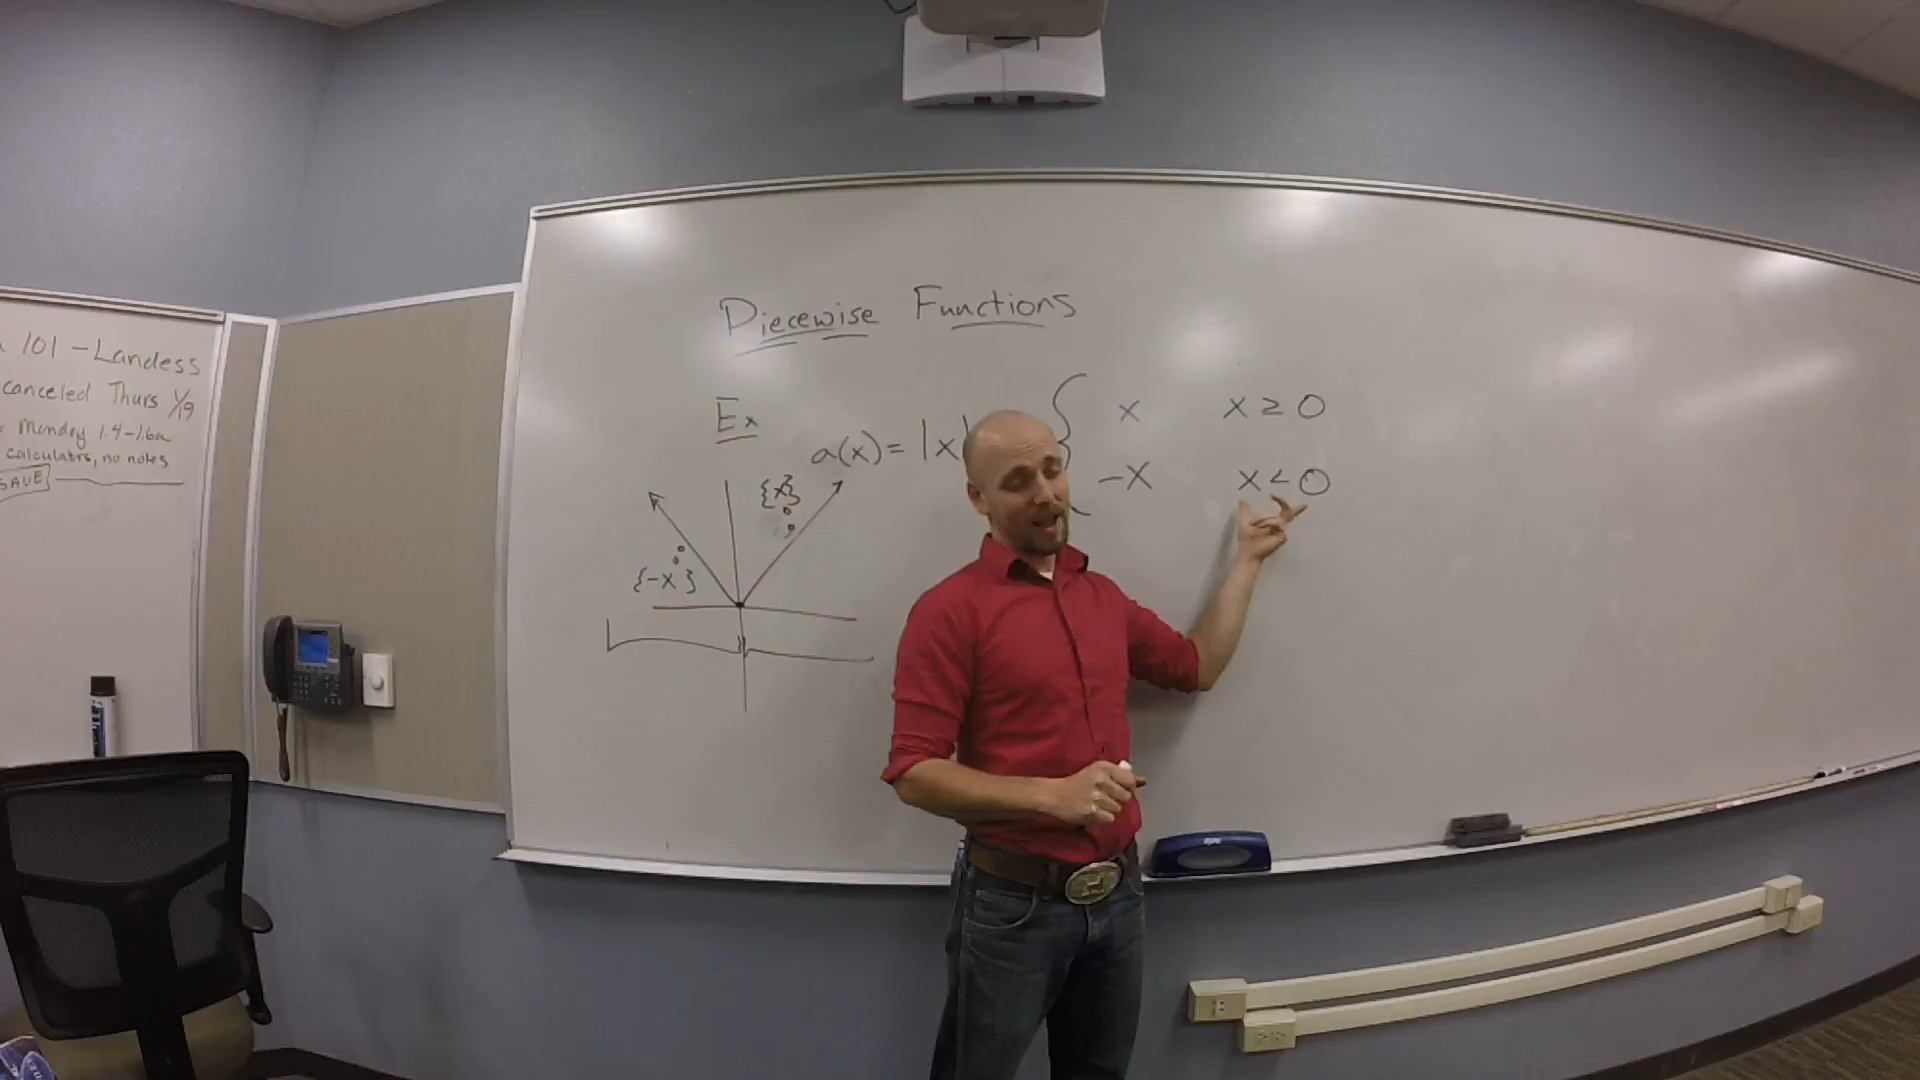 101 - Landess
canceled Thurs 1/19
Monday 1.4-1.6a
calculators, no notes
SAVE
Piecewise Functions
Ex
a(x) = |x| { x x ≥ 0
-x x < 0
{x}
{-x}